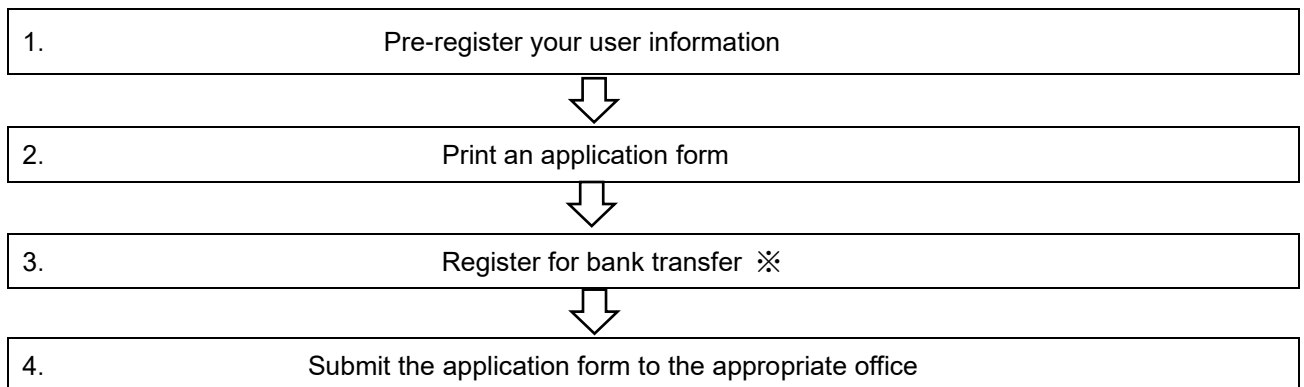 1. Pre-register your user information
2. Print an application form
3. Register for bank transfer ※
4. Submit the application form to the appropriate office